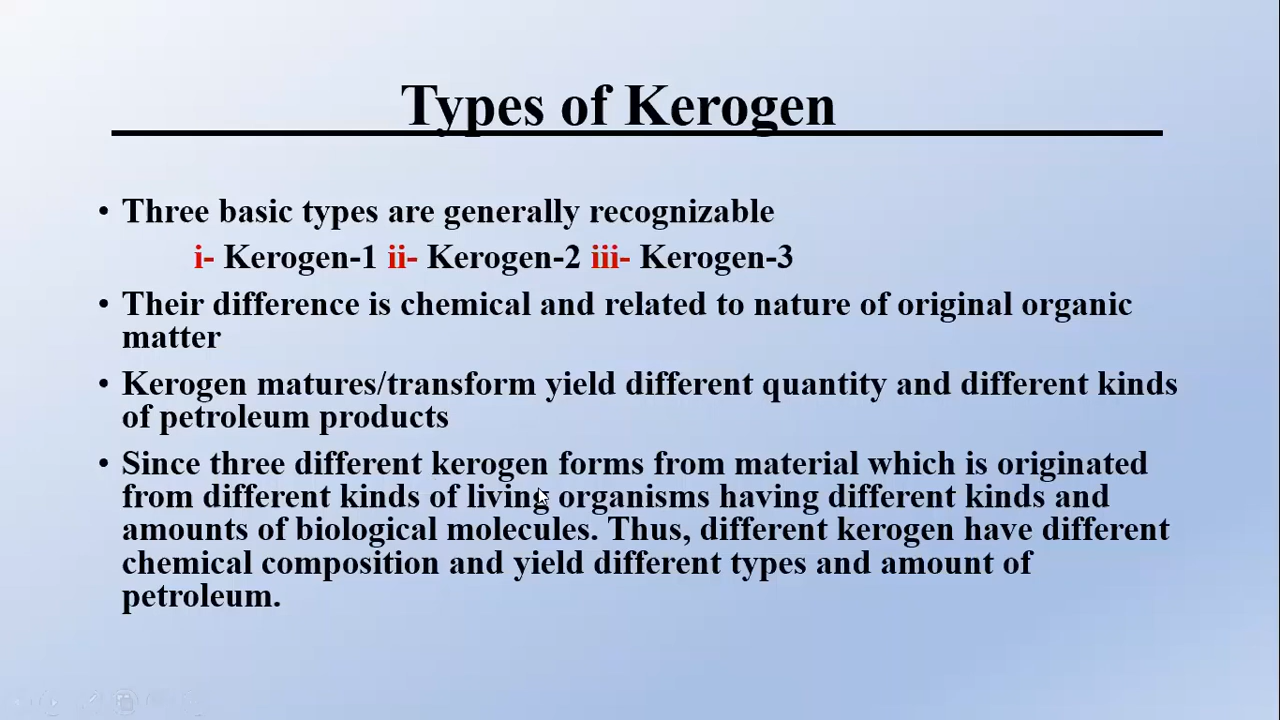 Types of Kerogen
• Three basic types are generally recognizable
i- Kerogen-1 ii- Kerogen-2 iii- Kerogen-3
• Their difference is chemical and related to nature of original organic
matter
• Kerogen matures/transform yield different quantity and different kinds
of petroleum products
• Since three different kerogen forms from material which is originated
from different kinds of living organisms having different kinds and
amounts of biological molecules. Thus, different kerogen have different
chemical composition and yield different types and amount of
petroleum.